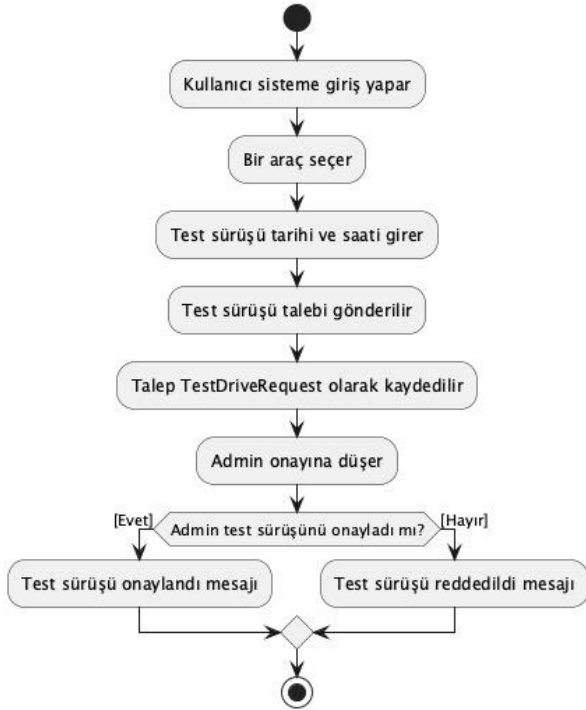 Kullanıcı sisteme giriş yapar
Bir araç seçer
Test sürüşü tarihi ve saati girer
Test sürüşü talebi gönderilir
Talep TestDriveRequest olarak kaydedilir
Admin onayına düşer
[Evet]
Admin test sürüşünü onayladı mı?
[Hayır]
Test sürüşü onaylandı mesajı
Test sürüşü reddedildi mesajı